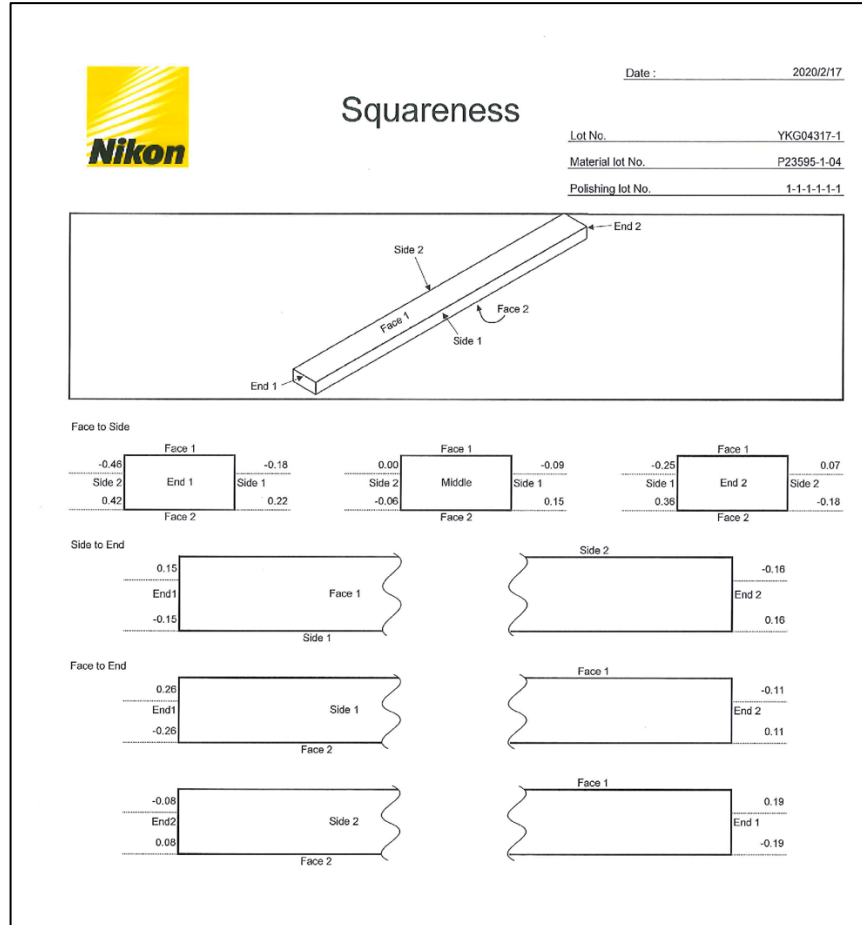 Nikon
Squareness
Date : 2020/2/17
Lot No. YKG04317-1
Material lot No. P23595-1-04
Polishing lot No. 1-1-1-1-1-1
End 2
Side 2
Face 2
Face 1
Side 1
End 1
Face to Side
Face 1 Face 1 Face 1
-0.46 -0.18 0.00 -0.09 -0.25 0.07
Side 2 End 1 Side 1 Side 2 Middle Side 1 Side 1 End 2 Side 2
0.42 0.22 -0.06 0.15 0.36 -0.18
Face 2 Face 2 Face 2
Side to End
Side 2
0.15 -0.16
End1 Face 1 End 2
-0.15 0.16
Side 1
Face to End
Face 1
0.26 -0.11
End1 Side 1 End 2
-0.26 0.11
Face 2
Face 1
-0.08 0.19
End2 Side 2 End 1
0.08 -0.19
Face 2